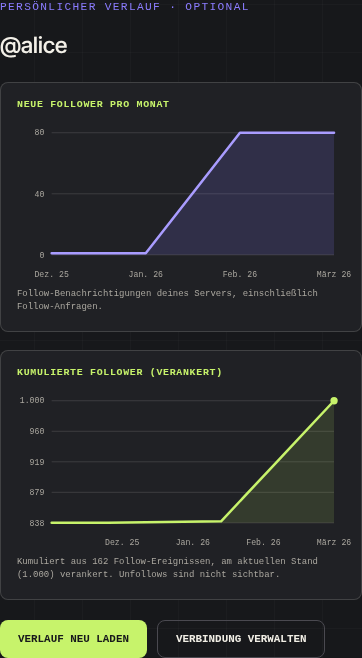 PERSÖNLICHER VERLAUF · OPTIONAL
@alice
NEUE FOLLOWER PRO MONAT
80
40
0
Dez. 25 Jan. 26 Feb. 26 März 26
Follow-Benachrichtigungen deines Servers, einschließlich
Follow-Anfragen.
KUMULIERTE FOLLOWER (VERANKERT)
1.000
960
919
879
838
Dez. 25 Jan. 26 Feb. 26 März 26
Kumuliert aus 162 Follow-Ereignissen, am aktuellen Stand
(1.000) verankert. Unfollows sind nicht sichtbar.
VERLAUF NEU LADEN VERBINDUNG VERWALTEN